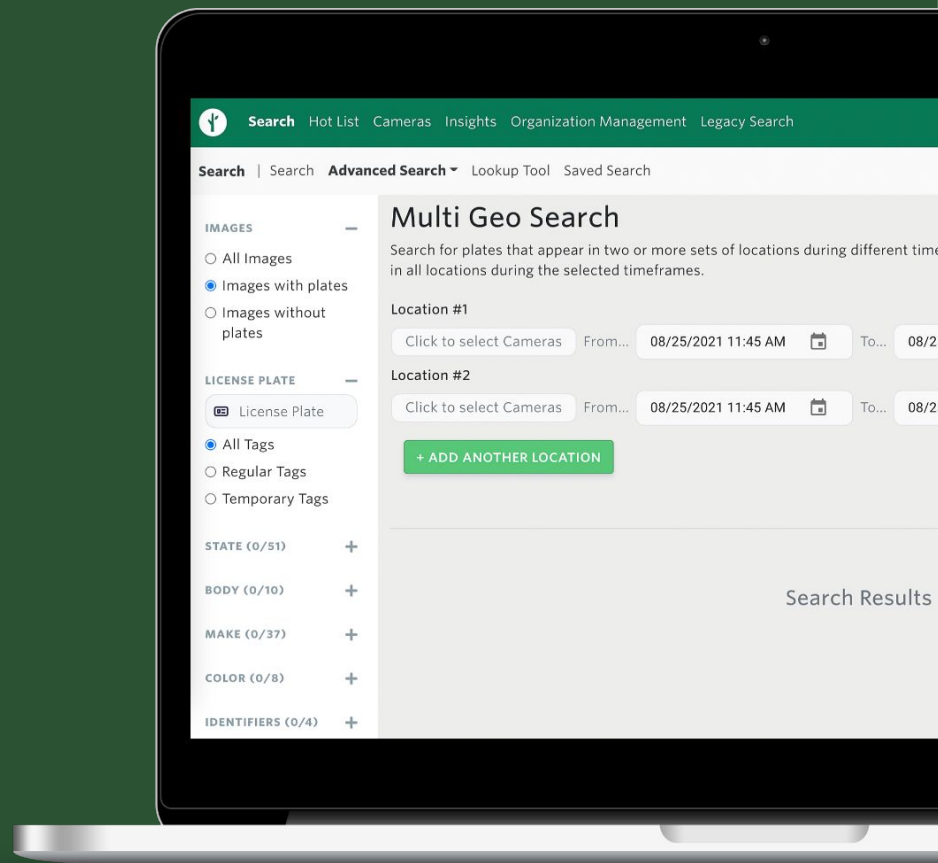 Search Hot List Cameras Insights Organization Management Legacy Search
Search | Search Advanced Search Lookup Tool Saved Search
IMAGES
All Images
Images with plates
Images without
plates
LICENSE PLATE
License Plate
All Tags
Regular Tags
Temporary Tags
STATE (0/51)
BODY (0/10)
MAKE (0/37)
COLOR (0/8)
IDENTIFIERS (0/4)
Multi Geo Search
Search for plates that appear in two or more sets of locations during different time
in all locations during the selected timeframes.
Location #1
Click to select Cameras From... 08/25/2021 11:45 AM To... 08/2
Location #2
Click to select Cameras From... 08/25/2021 11:45 AM To... 08/2
+ ADD ANOTHER LOCATION
Search Results